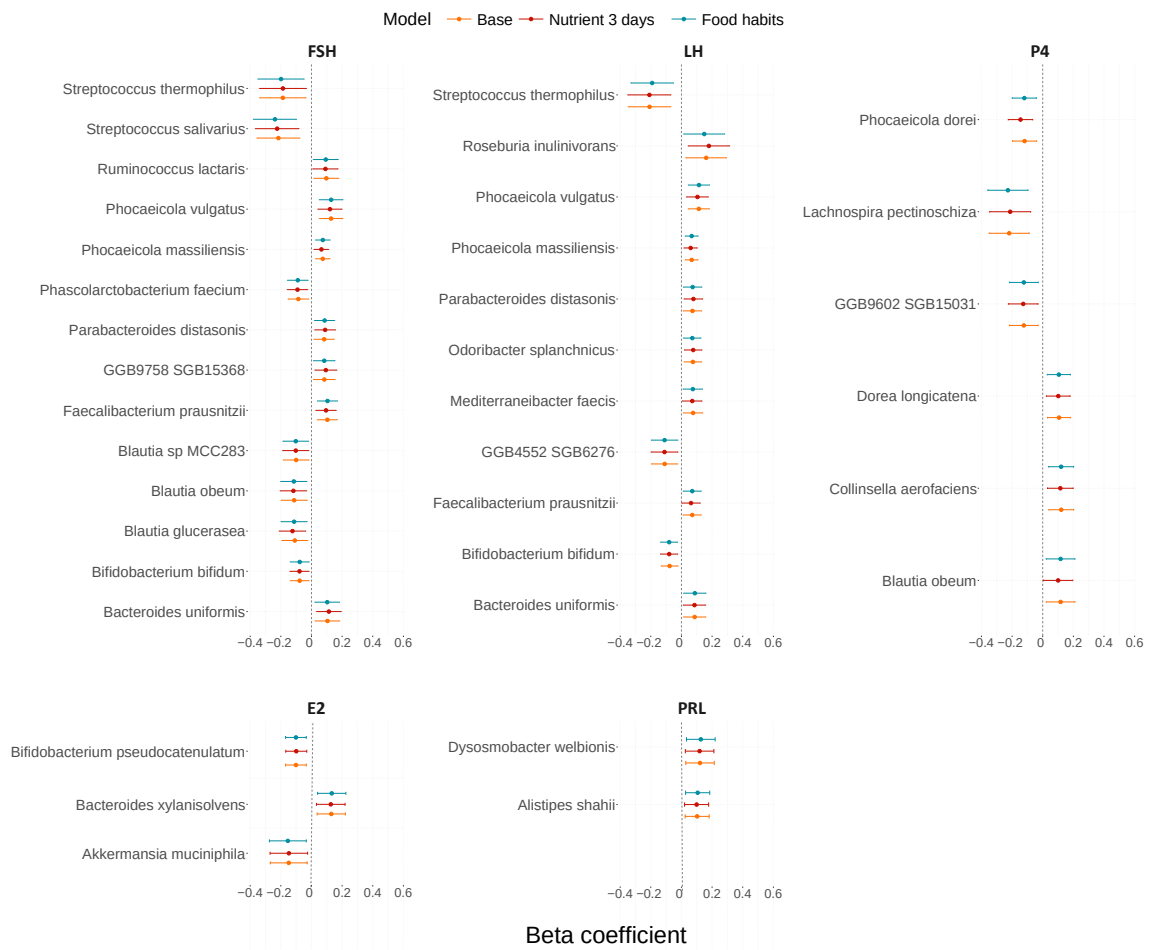 Model Base Nutrient 3 days Food habits
FSH
Streptococcus thermophilus
Streptococcus salivarius
Ruminococcus lactaris
Phocaeicola vulgatus
Phocaeicola massiliensis
Phascolarctobacterium faecium
Parabacteroides distasonis
GGB9758 SGB15368
Faecalibacterium prausnitzii
Blautia sp MCC283
Blautia obeum
Blautia glucerasea
Bifidobacterium bifidum
Bacteroides uniformis
−0.4 −0.2 0 0.2 0.4 0.6
LH
Streptococcus thermophilus
Roseburia inulinivorans
Phocaeicola vulgatus
Phocaeicola massiliensis
Parabacteroides distasonis
Odoribacter splanchnicus
Mediterraneibacter faecis
GGB4552 SGB6276
Faecalibacterium prausnitzii
Bifidobacterium bifidum
Bacteroides uniformis
−0.4 −0.2 0 0.2 0.4 0.6
P4
Phocaeicola dorei
Lachnospira pectinoschiza
GGB9602 SGB15031
Dorea longicatena
Collinsella aerofaciens
Blautia obeum
−0.4 −0.2 0 0.2 0.4 0.6
E2
Bifidobacterium pseudocatenulatum
Bacteroides xylanisolvens
Akkermansia muciniphila
−0.4 −0.2 0 0.2 0.4 0.6
PRL
Dysosmobacter welbionis
Alistipes shahii
−0.4 −0.2 0 0.2 0.4 0.6
Beta coefficient